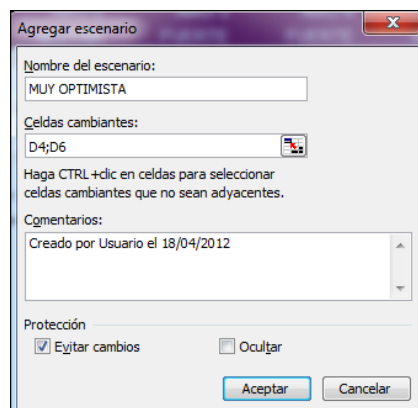 Agregar escenario
Nombre del escenario:
MUY OPTIMISTA
Celdas cambiantes:
D4;D6
Haga CTRL+clic en celdas para seleccionar
celdas cambiantes que no sean adyacentes.
Comentarios:
Creado por Usuario el 18/04/2012
Protección
Evitar cambios
Ocultar
Aceptar
Cancelar